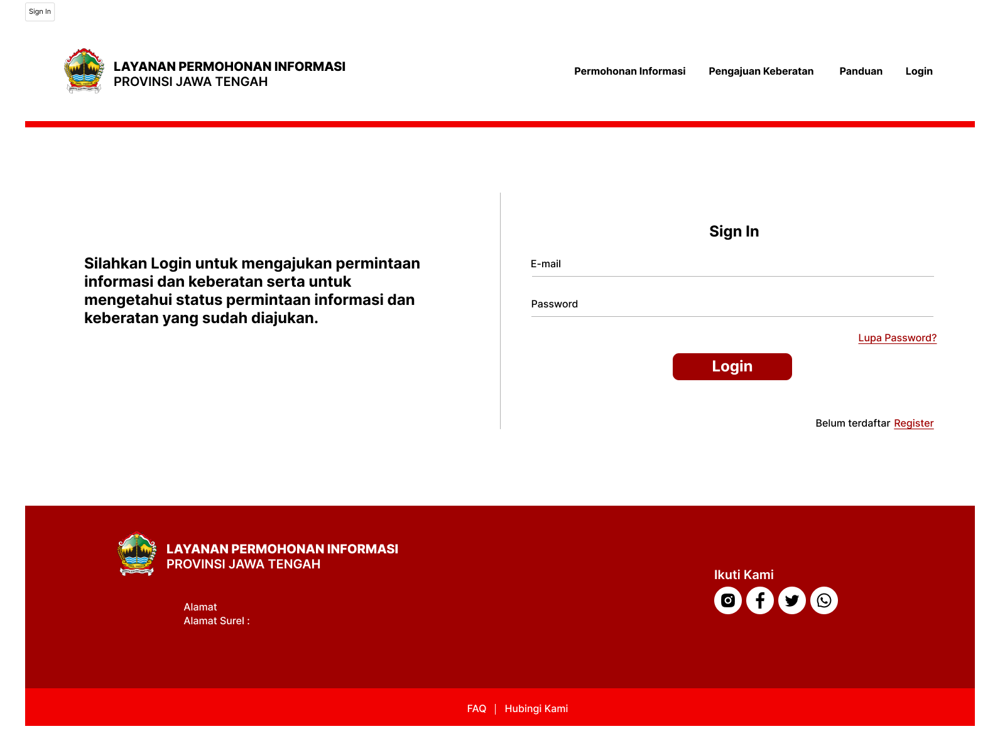 Sign In
LAYANAN PERMOHONAN INFORMASI
PROVINSI JAWA TENGAH
Permohonan Informasi
Pengajuan Keberatan
Panduan
Login
Silahkan Login untuk mengajukan permintaan
informasi dan keberatan serta untuk
mengetahui status permintaan informasi dan
keberatan yang sudah diajukan.
Sign In
E-mail
Password
Lupa Password?
Login
Belum terdaftar Register
LAYANAN PERMOHONAN INFORMASI
PROVINSI JAWA TENGAH
Alamat
Alamat Surel :
Ikuti Kami
FAQ | Hubingi Kami